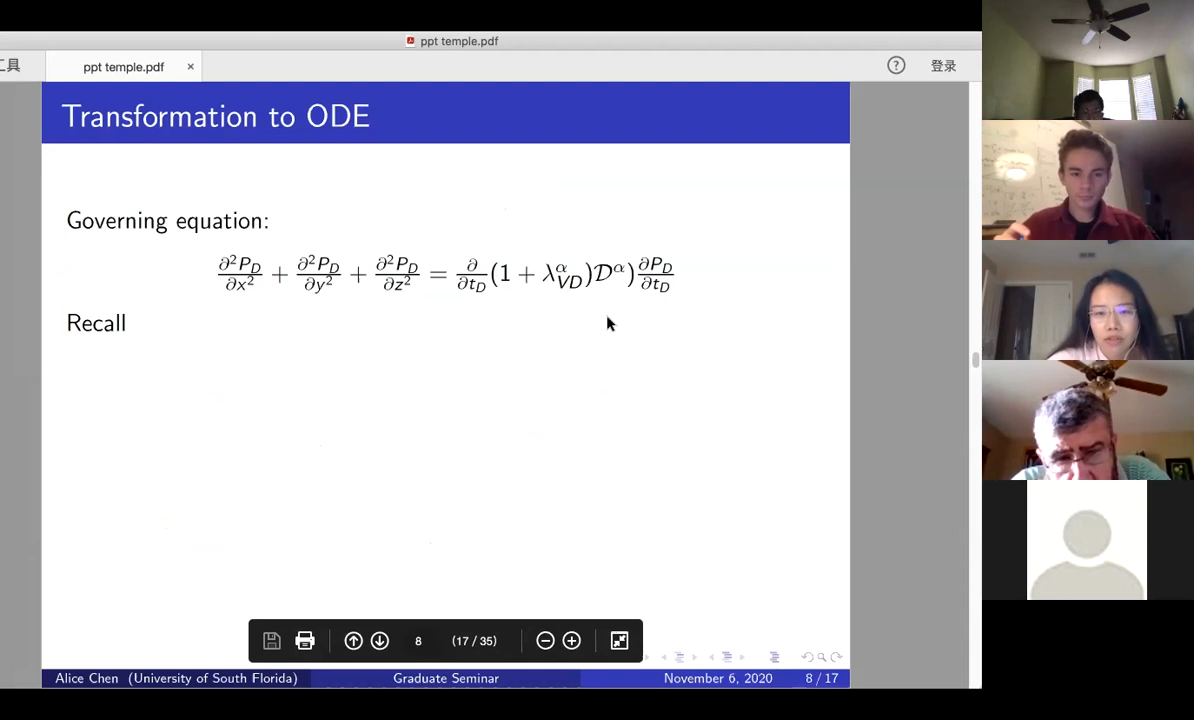 ppt temple.pdf
工具
ppt temple.pdf ×
? 登录
Transformation to ODE
Governing equation:
∂²P_D/∂x² + ∂²P_D/∂y² + ∂²P_D/∂z² = ∂/∂t_D (1 + λ^α_VD)𝒟^α) ∂P_D/∂t_D
Recall
8 (17 / 35)
Alice Chen (University of South Florida) Graduate Seminar November 6, 2020 8 / 17